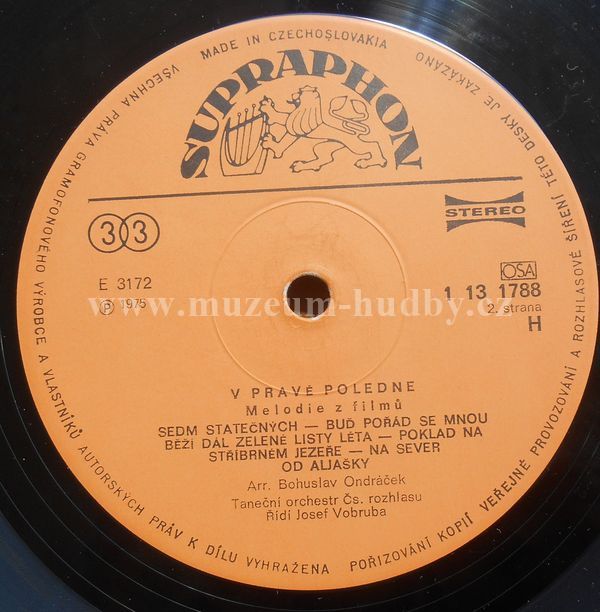 MADE IN CZECHOSLOVAKIA
VŠECHNA PRÁVA GRAMOFONOVÉHO VÝROBCE A VLASTNÍKŮ AUTORSKÝCH PRÁV K DÍLU VYHRAŽENA
POŘIZOVÁNÍ KOPIÍ VEŘEJNÉ PROVOZOVÁNÍ A ROZHLASOVÉ ŠÍŘENÍ TÉTO DESKY JE ZAKÁZÁNO
SUPRAPHON
33
STEREO
E 3172
OSA
℗ 1975
1 13 1788
www.muzeum-hudby.cz
2. strana
H
V PRAVÉ POLEDNE
Melodie z filmů
SEDM STATEČNÝCH — BUĎ POŘÁD SE MNOU
BĚŽÍ DÁL ZELENÉ LISTY LÉTA — POKLAD NA
STŘÍBRNÉM JEZEŘE — NA SEVER
OD ALJAŠKY
Arr. Bohuslav Ondráček
Taneční orchestr Čs. rozhlasu
Řídí Josef Vobruba